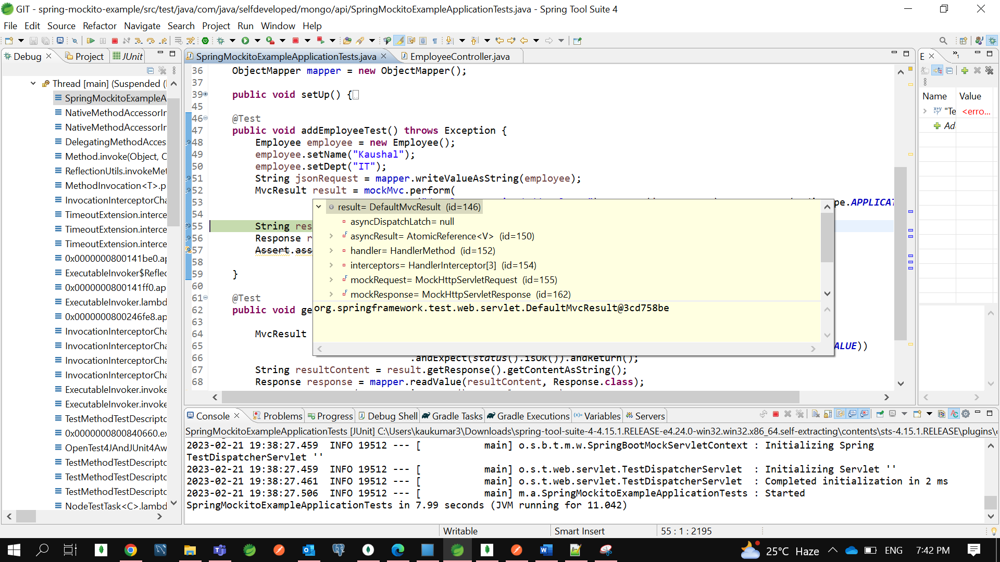 GIT - spring-mockito-example/src/test/java/com/java/selfdeveloped/mongo/api/SpringMockitoExampleApplicationTests.java - Spring Tool Suite 4
File Edit Source Refactor Navigate Search Project Run Window Help
Debug Project JUnit
Thread [main] (Suspended (
SpringMockitoExampleA
NativeMethodAccessorIr
NativeMethodAccessorIr
DelegatingMethodAcces
Method.invoke(Object, C
ReflectionUtils.invokeMet
MethodInvocation<T>.p
InvocationInterceptorCha
TimeoutExtension.interce
TimeoutExtension.interce
TimeoutExtension.interce
0x0000000800141be0.ap
ExecutableInvoker$Reflec
0x0000000800141ff0.ap
ExecutableInvoker.lambd
0x0000000800246fe8.ap
InvocationInterceptorCha
InvocationInterceptorCha
InvocationInterceptorCha
InvocationInterceptorCha
ExecutableInvoker.invoke
ExecutableInvoker.invoke
TestMethodTestDescripto
0x0000000800840660.ex
OpenTest4JAndJUnit4Aw
TestMethodTestDescripto
TestMethodTestDescripto
TestMethodTestDescripto
NodeTestTask<C>.lambd
SpringMockitoExampleApplicationTests.java EmployeeController.java
36 ObjectMapper mapper = new ObjectMapper();
37
39 public void setUp() {
45
46 @Test
47 public void addEmployeeTest() throws Exception {
48 Employee employee = new Employee();
49 employee.setName("Kaushal");
50 employee.setDept("IT");
51 String jsonRequest = mapper.writeValueAsString(employee);
52 MvcResult result = mockMvc.perform(
53 pe.APPLICAT
54
55 String res
56 Response r
57 Assert.ass
58
59 }
60
61 @Test
62 public void ge
63
64 MvcResult
65 ALUE))
66 .andExpect(status().isOk()).andReturn();
67 String resultContent = result.getResponse().getContentAsString();
68 Response response = mapper.readValue(resultContent, Response.class);
result= DefaultMvcResult (id=146)
asyncDispatchLatch= null
asyncResult= AtomicReference<V> (id=150)
handler= HandlerMethod (id=152)
interceptors= HandlerInterceptor[3] (id=154)
mockRequest= MockHttpServletRequest (id=155)
mockResponse= MockHttpServletResponse (id=162)
org.springframework.test.web.servlet.DefaultMvcResult@3cd758be
E
Name Value
"Te <erro...
Ad
Console Problems Progress Debug Shell Gradle Tasks Gradle Executions Variables Servers
SpringMockitoExampleApplicationTests [JUnit] C:\Users\kaukumar3\Downloads\spring-tool-suite-4-4.15.1.RELEASE-e4.24.0-win32.win32.x86_64.self-extracting\contents\sts-4.15.1.RELEASE\plugins\
2023-02-21 19:38:27.459 INFO 19512 --- [ main] o.s.b.t.m.w.SpringBootMockServletContext : Initializing Spring
TestDispatcherServlet ''
2023-02-21 19:38:27.459 INFO 19512 --- [ main] o.s.t.web.servlet.TestDispatcherServlet : Initializing Servlet ''
2023-02-21 19:38:27.461 INFO 19512 --- [ main] o.s.t.web.servlet.TestDispatcherServlet : Completed initialization in 2 ms
2023-02-21 19:38:27.506 INFO 19512 --- [ main] m.a.SpringMockitoExampleApplicationTests : Started
SpringMockitoExampleApplicationTests in 7.99 seconds (JVM running for 11.042)
Writable Smart Insert 55 : 1 : 2195
25°C Haze ENG 7:42 PM